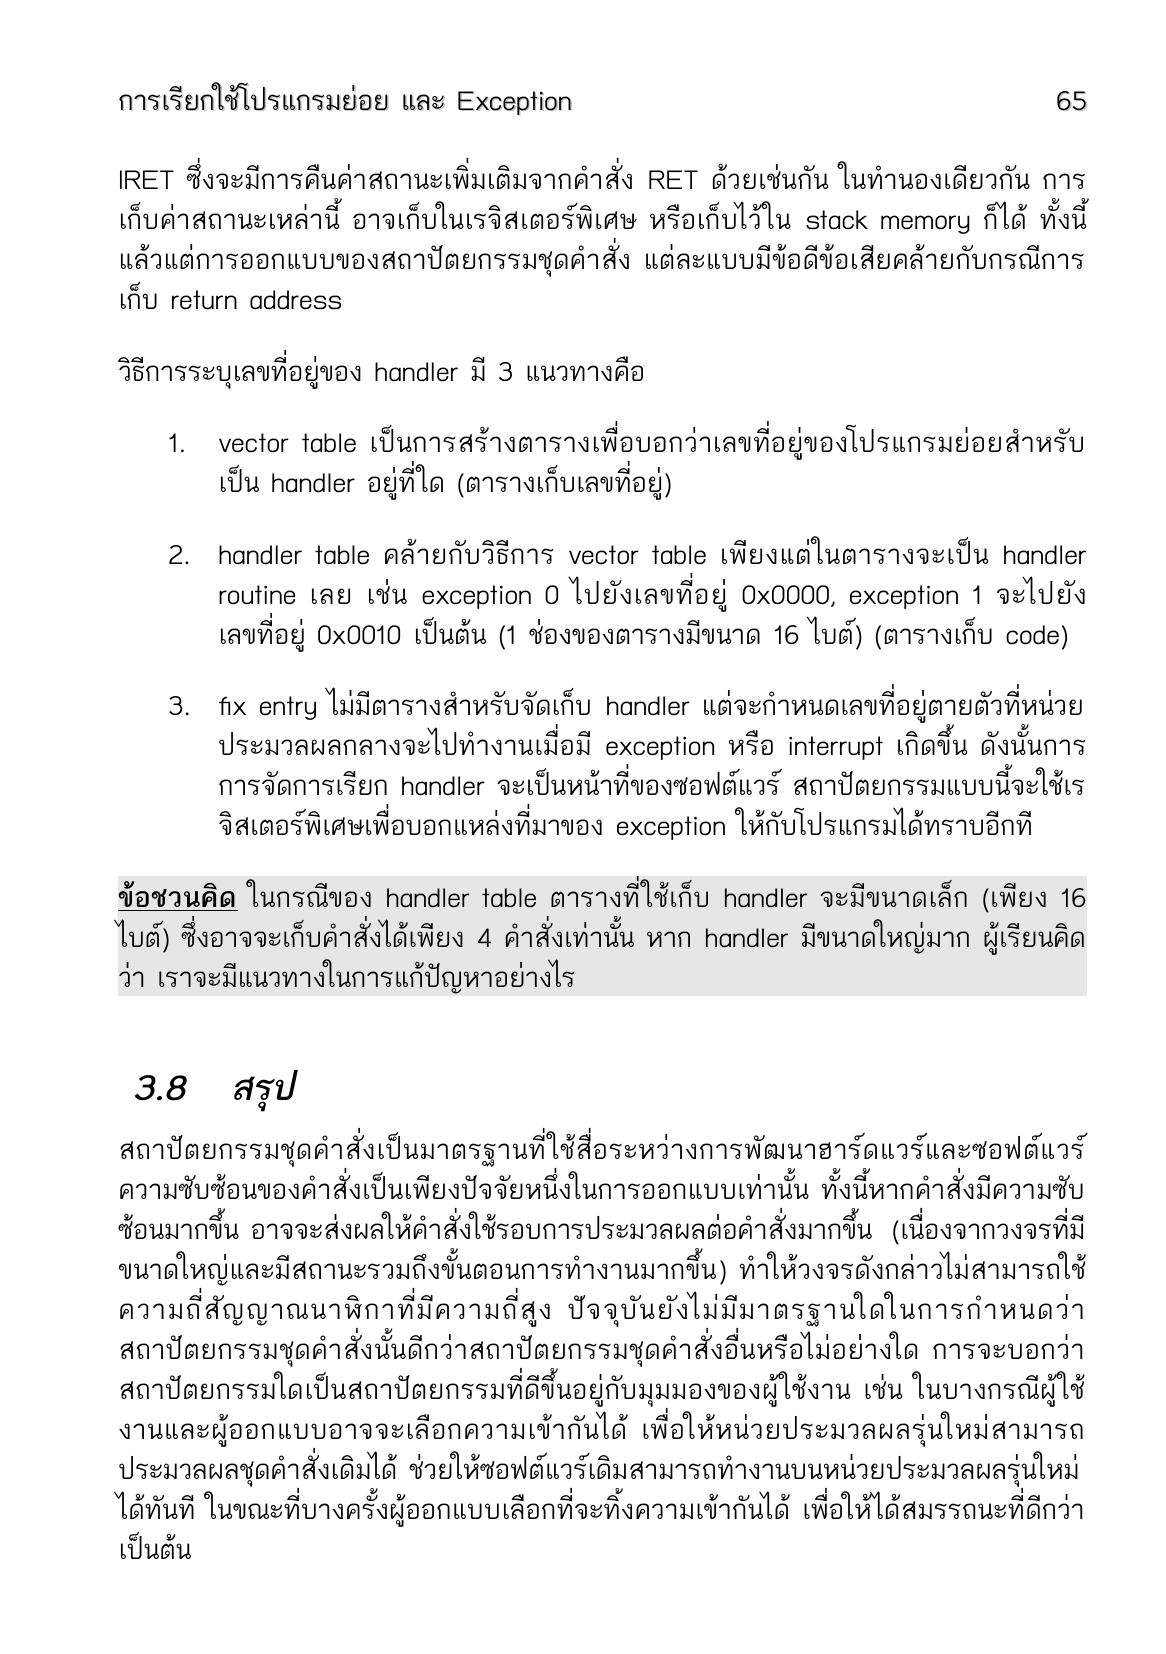 การเรียกใช้โปรแกรมย่อย และ Exception 65
IRET ซึ่งจะมีการคืนค่าสถานะเพิ่มเติมจากคำสั่ง RET ด้วยเช่นกัน ในทำนองเดียวกัน การ
เก็บค่าสถานะเหล่านี้ อาจเก็บในเรจิสเตอร์พิเศษ หรือเก็บไว้ใน stack memory ก็ได้ ทั้งนี้
แล้วแต่การออกแบบของสถาปัตยกรรมชุดคำสั่ง แต่ละแบบมีข้อดีข้อเสียคล้ายกับกรณีการ
เก็บ return address
วิธีการระบุเลขที่อยู่ของ handler มี 3 แนวทางคือ
1. vector table เป็นการสร้างตารางเพื่อบอกว่าเลขที่อยู่ของโปรแกรมย่อยสำหรับ
เป็น handler อยู่ที่ใด (ตารางเก็บเลขที่อยู่)
2. handler table คล้ายกับวิธีการ vector table เพียงแต่ในตารางจะเป็น handler
routine เลย เช่น exception 0 ไปยังเลขที่อยู่ 0x0000, exception 1 จะไปยัง
เลขที่อยู่ 0x0010 เป็นต้น (1 ช่องของตารางมีขนาด 16 ไบต์) (ตารางเก็บ code)
3. fix entry ไม่มีตารางสำหรับจัดเก็บ handler แต่จะกำหนดเลขที่อยู่ตายตัวที่หน่วย
ประมวลผลกลางจะไปทำงานเมื่อมี exception หรือ interrupt เกิดขึ้น ดังนั้นการ
การจัดการเรียก handler จะเป็นหน้าที่ของซอฟต์แวร์ สถาปัตยกรรมแบบนี้จะใช้เร
จิสเตอร์พิเศษเพื่อบอกแหล่งที่มาของ exception ให้กับโปรแกรมได้ทราบอีกที
ข้อชวนคิด ในกรณีของ handler table ตารางที่ใช้เก็บ handler จะมีขนาดเล็ก (เพียง 16
ไบต์) ซึ่งอาจจะเก็บคำสั่งได้เพียง 4 คำสั่งเท่านั้น หาก handler มีขนาดใหญ่มาก ผู้เรียนคิด
ว่า เราจะมีแนวทางในการแก้ปัญหาอย่างไร
3.8 สรุป
สถาปัตยกรรมชุดคำสั่งเป็นมาตรฐานที่ใช้สื่อระหว่างการพัฒนาฮาร์ดแวร์และซอฟต์แวร์
ความซับซ้อนของคำสั่งเป็นเพียงปัจจัยหนึ่งในการออกแบบเท่านั้น ทั้งนี้หากคำสั่งมีความซับ
ซ้อนมากขึ้น อาจจะส่งผลให้คำสั่งใช้รอบการประมวลผลต่อคำสั่งมากขึ้น (เนื่องจากวงจรที่มี
ขนาดใหญ่และมีสถานะรวมถึงขั้นตอนการทำงานมากขึ้น) ทำให้วงจรดังกล่าวไม่สามารถใช้
ความถี่สัญญาณนาฬิกาที่มีความถี่สูง ปัจจุบันยังไม่มีมาตรฐานใดในการกำหนดว่า
สถาปัตยกรรมชุดคำสั่งนั้นดีกว่าสถาปัตยกรรมชุดคำสั่งอื่นหรือไม่อย่างใด การจะบอกว่า
สถาปัตยกรรมใดเป็นสถาปัตยกรรมที่ดีขึ้นอยู่กับมุมมองของผู้ใช้งาน เช่น ในบางกรณีผู้ใช้
งานและผู้ออกแบบอาจจะเลือกความเข้ากันได้ เพื่อให้หน่วยประมวลผลรุ่นใหม่สามารถ
ประมวลผลชุดคำสั่งเดิมได้ ช่วยให้ซอฟต์แวร์เดิมสามารถทำงานบนหน่วยประมวลผลรุ่นใหม่
ได้ทันที ในขณะที่บางครั้งผู้ออกแบบเลือกที่จะทิ้งความเข้ากันได้ เพื่อให้ได้สมรรถนะที่ดีกว่า
เป็นต้น